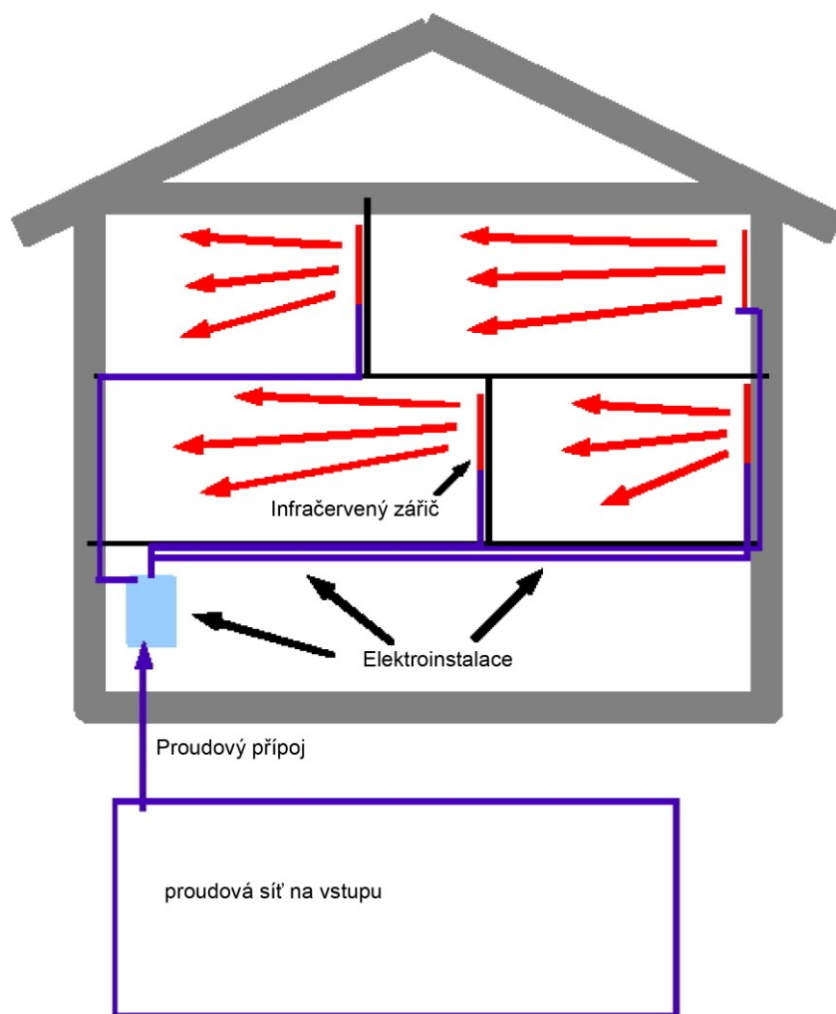 Infračervený zářič
Elektroinstalace
Proudový přípoj
proudová síť na vstupu